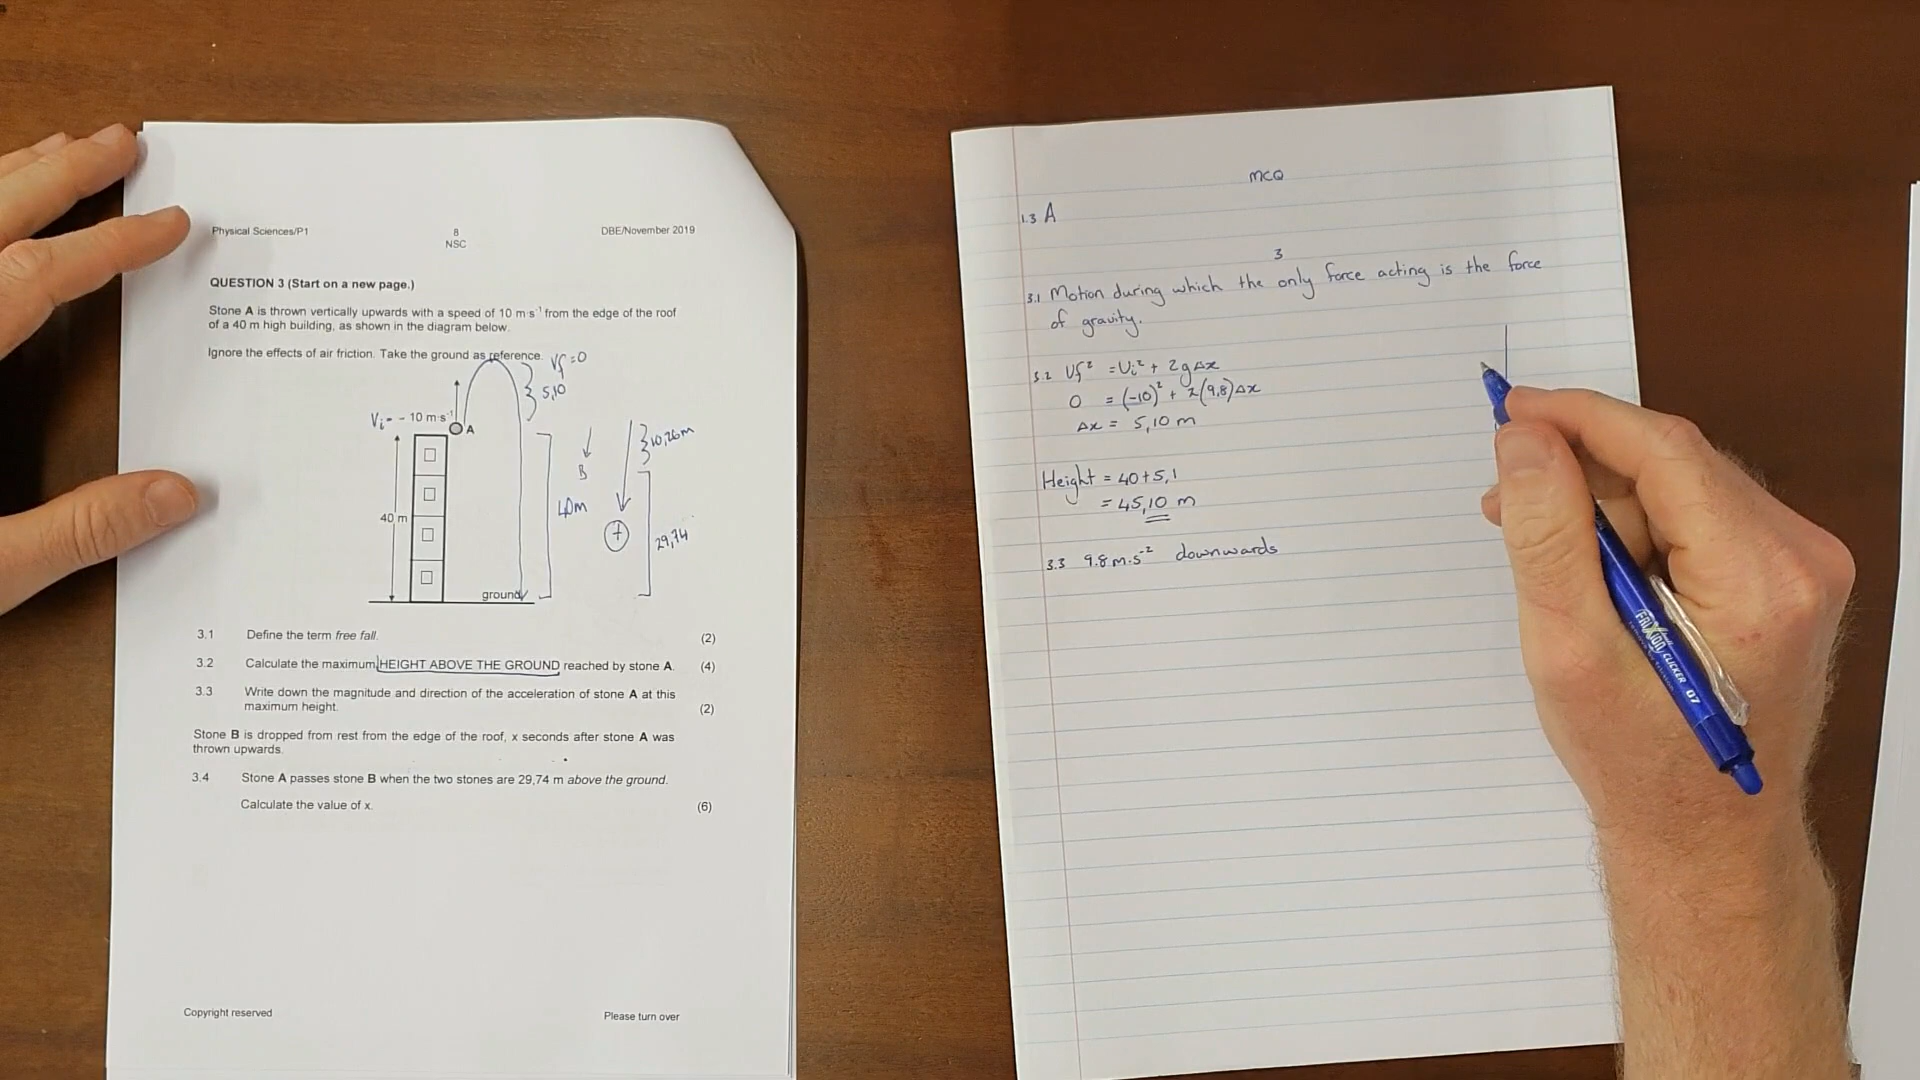 Physical Sciences/P1
8
NSC
DBE/November 2019
QUESTION 3 (Start on a new page.)
Stone A is thrown vertically upwards with a speed of 10 m·s⁻¹ from the edge of the roof
of a 40 m high building, as shown in the diagram below.
Ignore the effects of air friction. Take the ground as reference.
Vf = 0
5,10
Vi = - 10 m·s⁻¹
A
10,26m
B
40m
40 m
+
29,74
ground
3.1 Define the term free fall. (2)
3.2 Calculate the maximum HEIGHT ABOVE THE GROUND reached by stone A. (4)
3.3 Write down the magnitude and direction of the acceleration of stone A at this
maximum height. (2)
Stone B is dropped from rest from the edge of the roof, x seconds after stone A was
thrown upwards.
3.4 Stone A passes stone B when the two stones are 29,74 m above the ground.
Calculate the value of x. (6)
Copyright reserved
Please turn over
MCQ
1.3 A
3
3.1 Motion during which the only force acting is the force
of gravity.
3.2 Vf² = Vi² + 2gΔx
0 = (-10)² + 2(9,8)Δx
Δx = 5,10 m
Height = 40 + 5,1
= 45,10 m
3.3 9.8 m·s⁻² downwards
FRIXION CLICKER 07